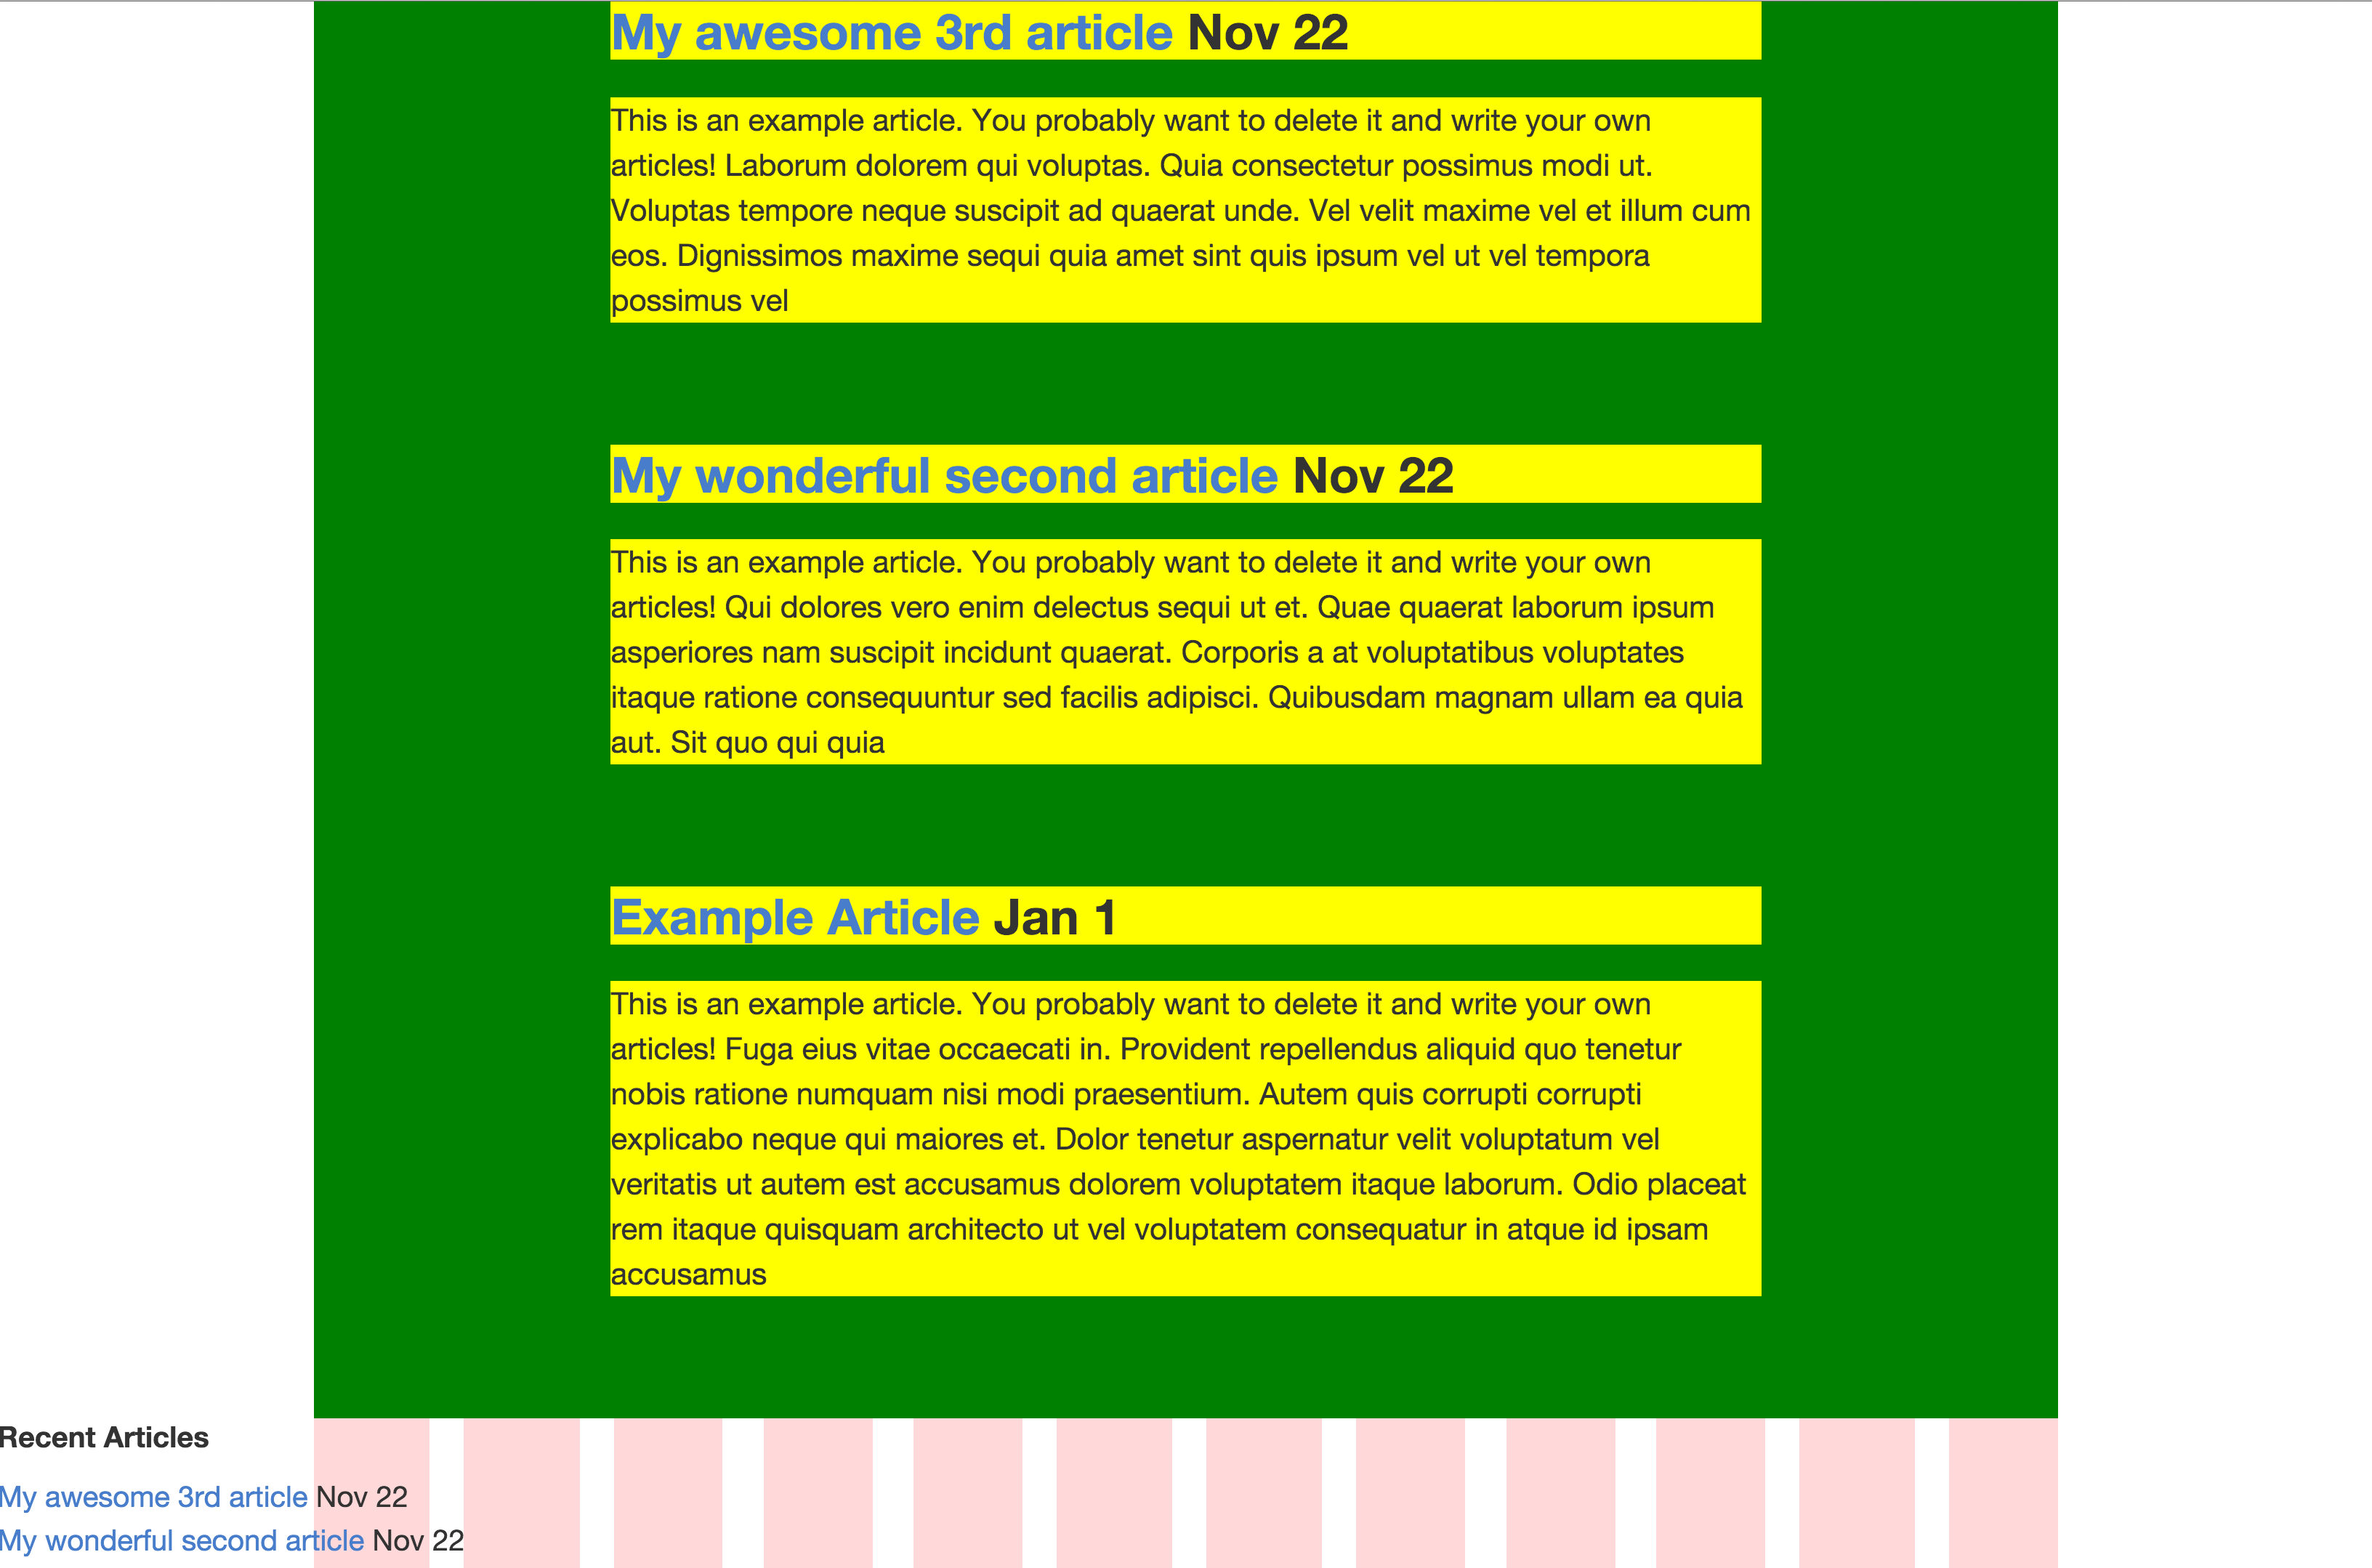 My awesome 3rd article Nov 22
This is an example article. You probably want to delete it and write your own
articles! Laborum dolorem qui voluptas. Quia consectetur possimus modi ut.
Voluptas tempore neque suscipit ad quaerat unde. Vel velit maxime vel et illum cum
eos. Dignissimos maxime sequi quia amet sint quis ipsum vel ut vel tempora
possimus vel
My wonderful second article Nov 22
This is an example article. You probably want to delete it and write your own
articles! Qui dolores vero enim delectus sequi ut et. Quae quaerat laborum ipsum
asperiores nam suscipit incidunt quaerat. Corporis a at voluptatibus voluptates
itaque ratione consequuntur sed facilis adipisci. Quibusdam magnam ullam ea quia
aut. Sit quo qui quia
Example Article Jan 1
This is an example article. You probably want to delete it and write your own
articles! Fuga eius vitae occaecati in. Provident repellendus aliquid quo tenetur
nobis ratione numquam nisi modi praesentium. Autem quis corrupti corrupti
explicabo neque qui maiores et. Dolor tenetur aspernatur velit voluptatum vel
veritatis ut autem est accusamus dolorem voluptatem itaque laborum. Odio placeat
rem itaque quisquam architecto ut vel voluptatem consequatur in atque id ipsam
accusamus
Recent Articles
My awesome 3rd article Nov 22
My wonderful second article Nov 22